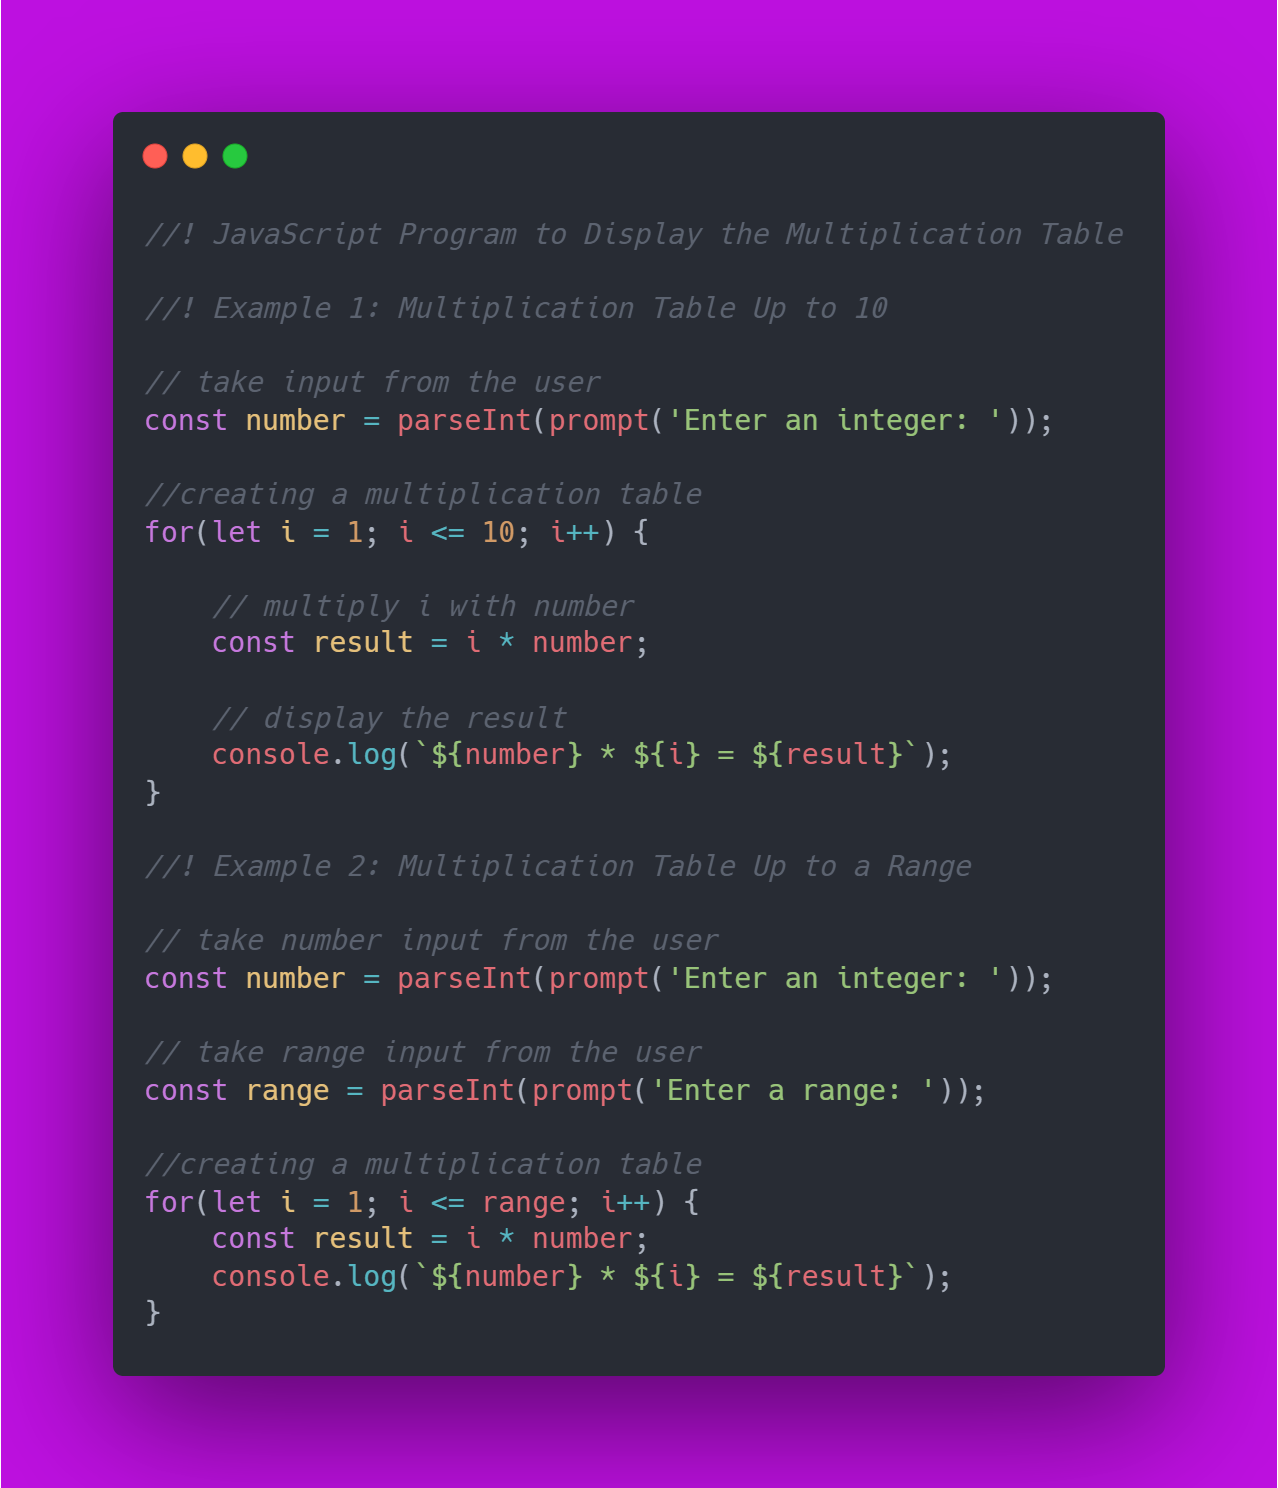 //! JavaScript Program to Display the Multiplication Table
//! Example 1: Multiplication Table Up to 10
// take input from the user
const number = parseInt(prompt('Enter an integer: '));
//creating a multiplication table
for(let i = 1; i <= 10; i++) {
    // multiply i with number
    const result = i * number;
    // display the result
    console.log(`${number} * ${i} = ${result}`);
}
//! Example 2: Multiplication Table Up to a Range
// take number input from the user
const number = parseInt(prompt('Enter an integer: '));
// take range input from the user
const range = parseInt(prompt('Enter a range: '));
//creating a multiplication table
for(let i = 1; i <= range; i++) {
    const result = i * number;
    console.log(`${number} * ${i} = ${result}`);
}